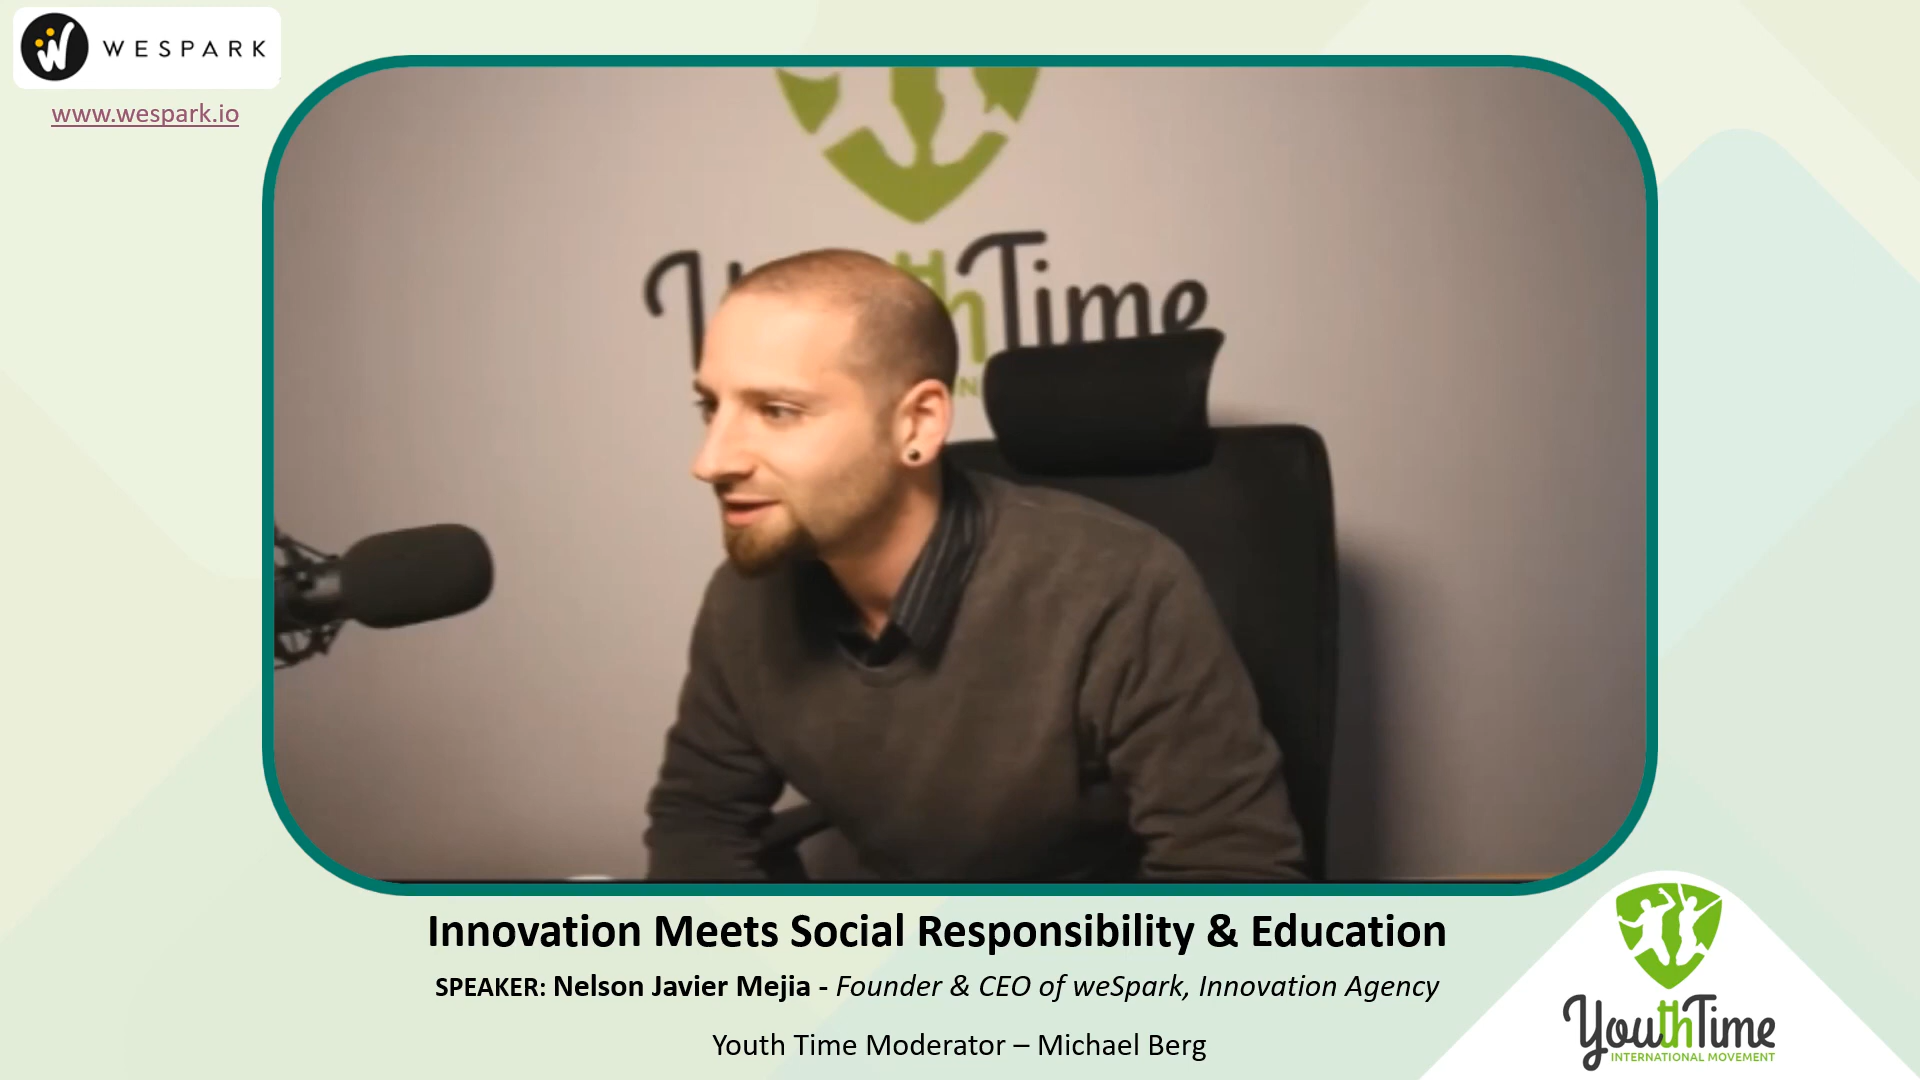 WESPARK
www.wespark.io
Time
Innovation Meets Social Responsibility & Education
SPEAKER: Nelson Javier Mejia - Founder & CEO of weSpark, Innovation Agency
Youth Time Moderator – Michael Berg
YouthTime
INTERNATIONAL MOVEMENT